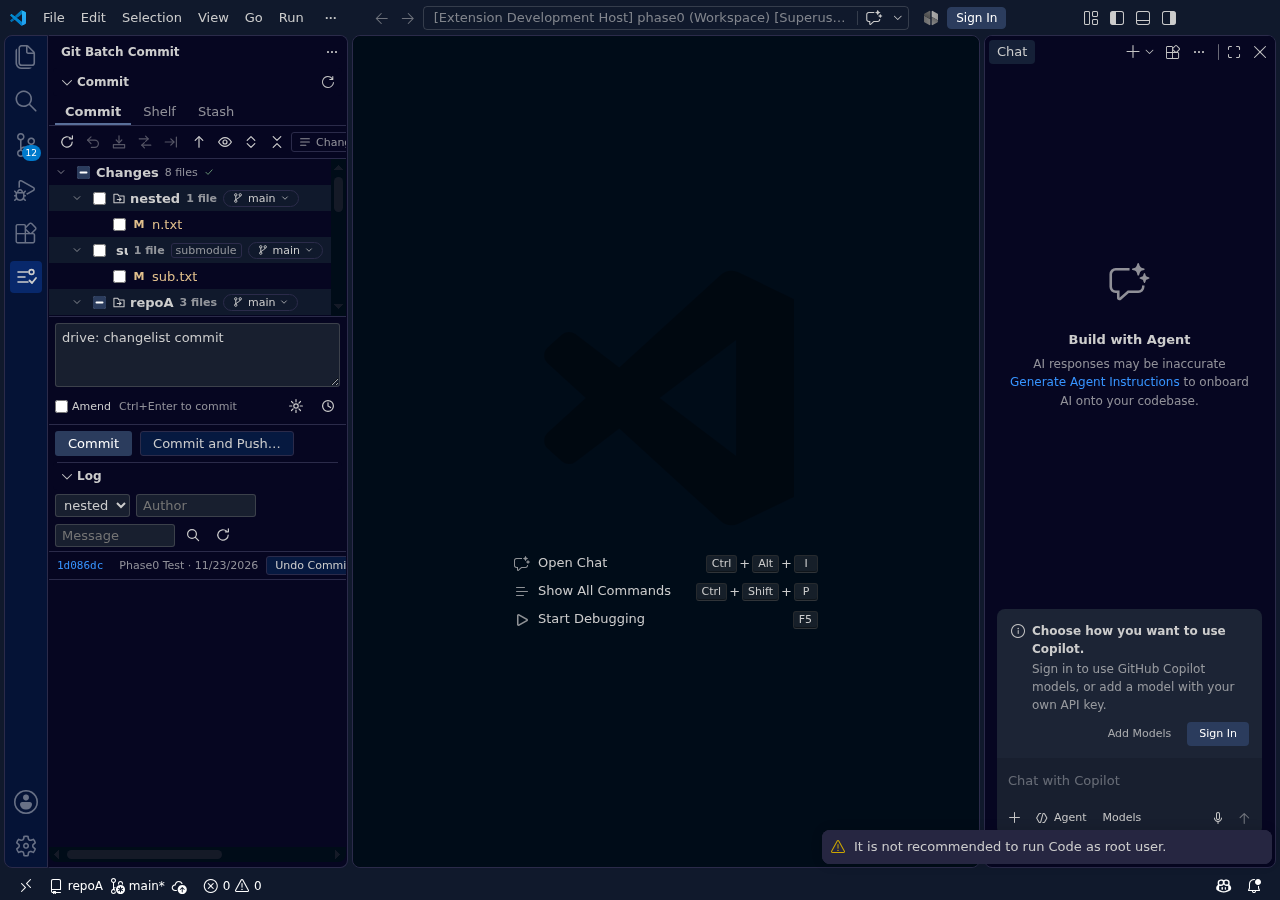 File Edit Selection View Go Run
[Extension Development Host] phase0 (Workspace) [Superus...
Sign In
Git Batch Commit
Commit
Commit Shelf Stash
Chang
Changes 8 files
nested 1 file main
M n.txt
su 1 file submodule main
M sub.txt
repoA 3 files main
drive: changelist commit
Amend Ctrl+Enter to commit
Commit Commit and Push...
Log
nested Author
Message
1d086dc Phase0 Test · 11/23/2026 Undo Commi
12
Open Chat Ctrl + Alt + I
Show All Commands Ctrl + Shift + P
Start Debugging F5
Chat
Build with Agent
AI responses may be inaccurate
Generate Agent Instructions to onboard
AI onto your codebase.
Choose how you want to use
Copilot.
Sign in to use GitHub Copilot
models, or add a model with your
own API key.
Add Models Sign In
Chat with Copilot
Agent Models
It is not recommended to run Code as root user.
repoA main* 0 0